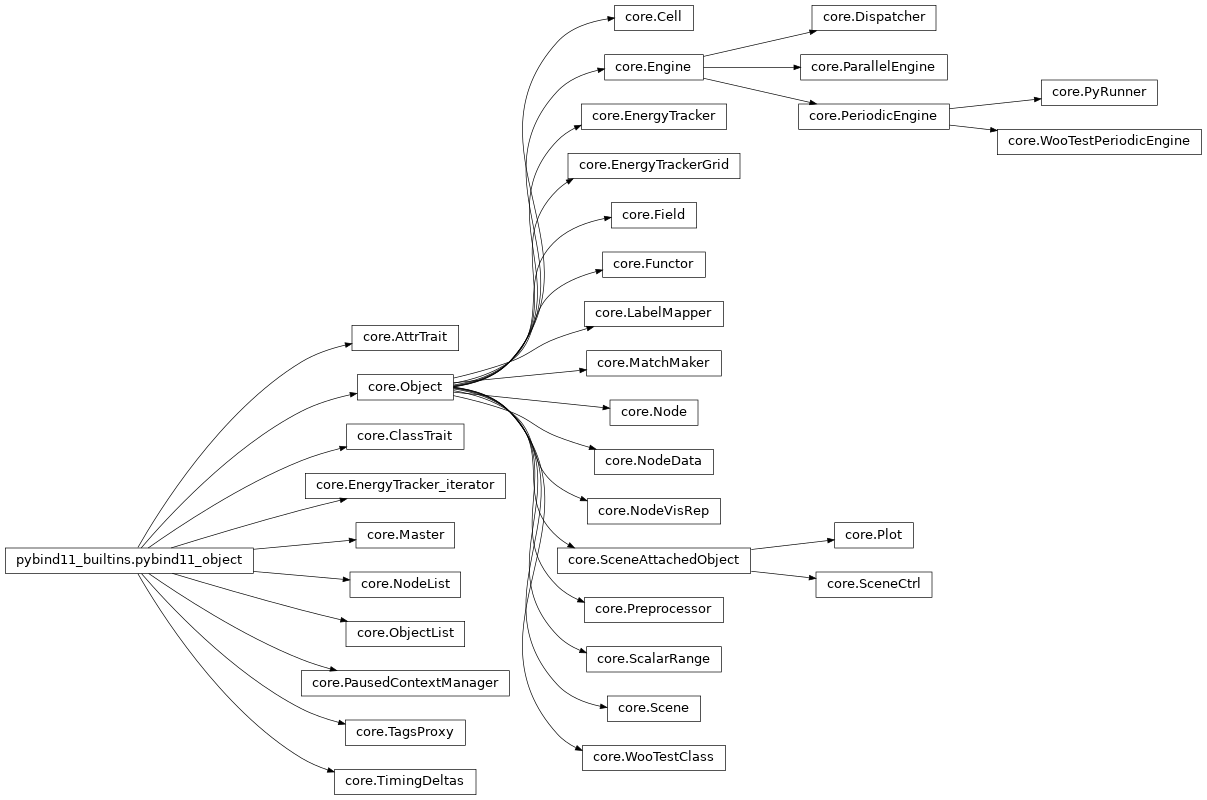 core.Cell
core.Dispatcher
core.Engine
core.ParallelEngine
core.PyRunner
core.EnergyTracker
core.PeriodicEngine
core.WooTestPeriodicEngine
core.EnergyTrackerGrid
core.Field
core.Functor
core.LabelMapper
core.AttrTrait
core.MatchMaker
core.Object
core.Node
core.ClassTrait
core.NodeData
core.EnergyTracker_iterator
core.NodeVisRep
core.Master
core.Plot
pybind11_builtins.pybind11_object
core.SceneAttachedObject
core.NodeList
core.SceneCtrl
core.Preprocessor
core.ObjectList
core.ScalarRange
core.PausedContextManager
core.Scene
core.TagsProxy
core.WooTestClass
core.TimingDeltas